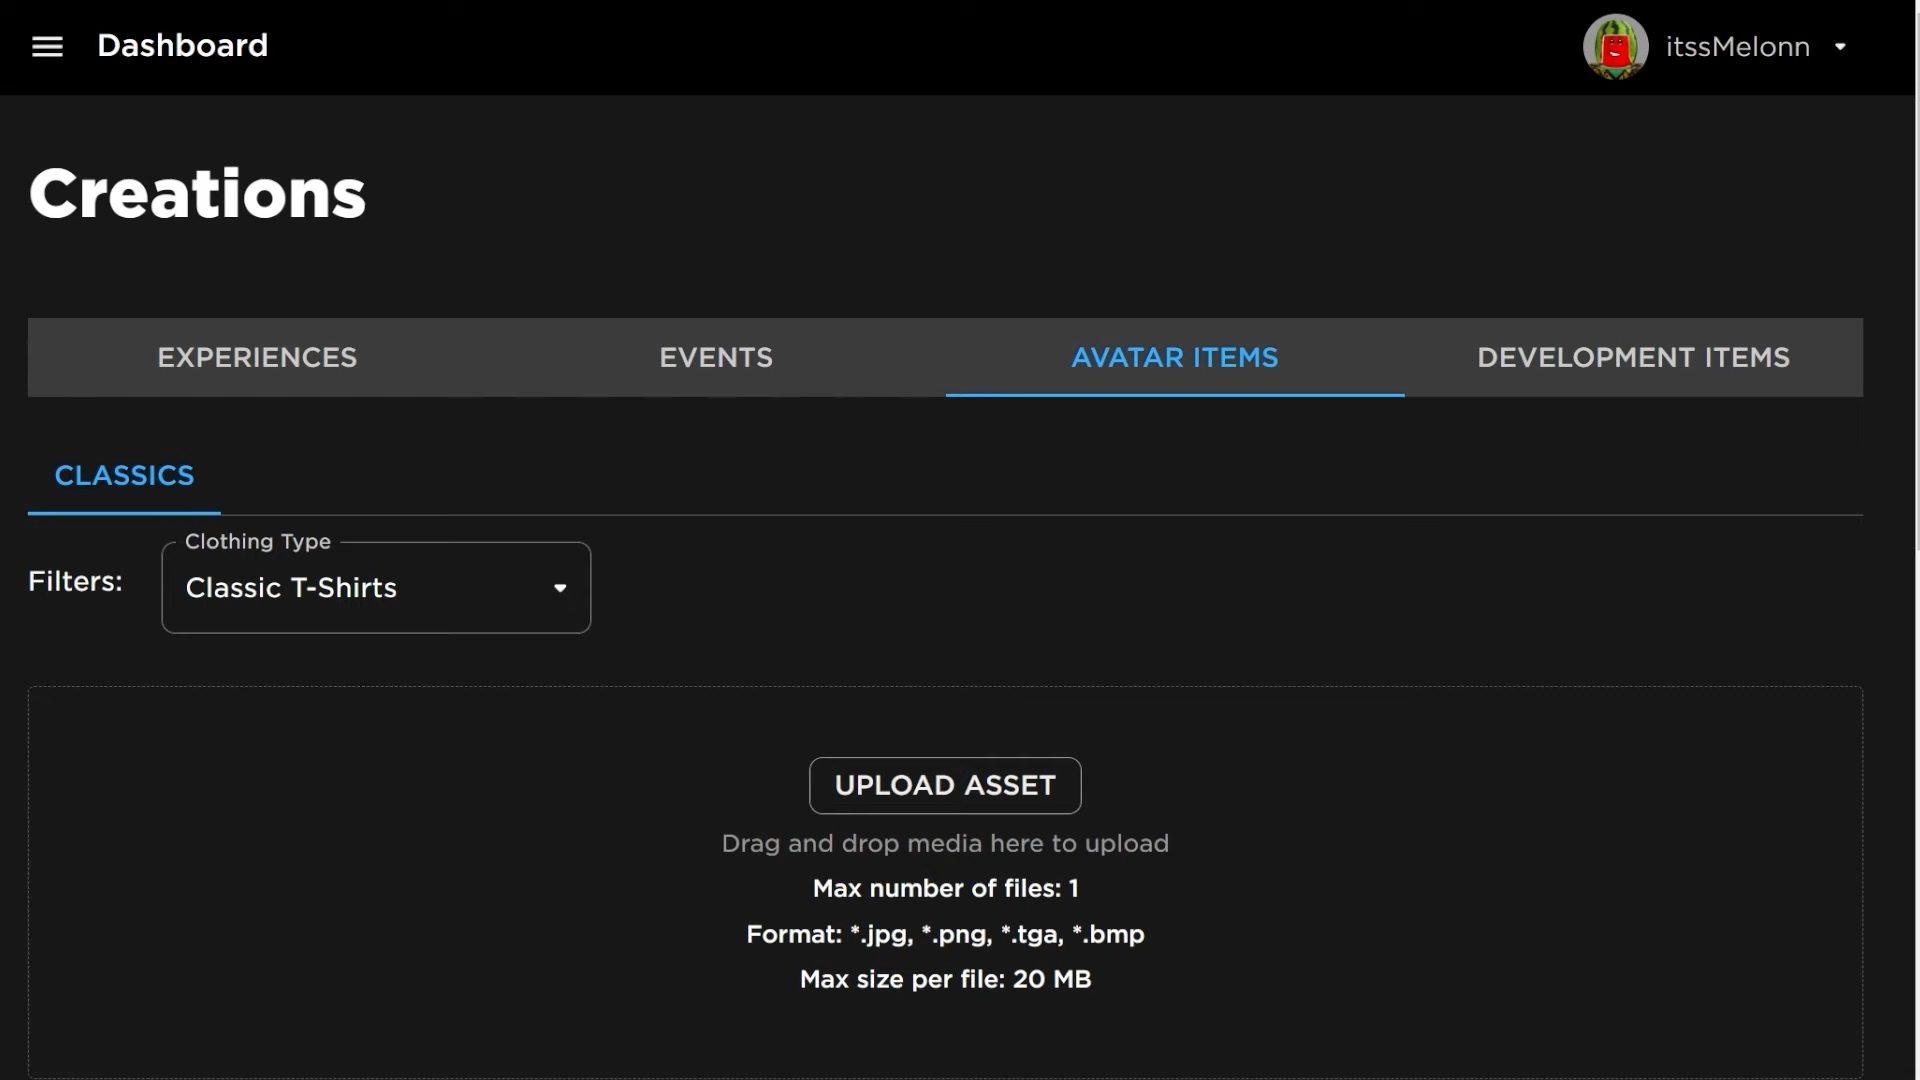 Dashboard
itssMelonn
Creations
EXPERIENCES
EVENTS
AVATAR ITEMS
DEVELOPMENT ITEMS
CLASSICS
Clothing Type
Filters:
Classic T-Shirts
UPLOAD ASSET
Drag and drop media here to upload
Max number of files: 1
Format: *.jpg, *.png, *.tga, *.bmp
Max size per file: 20 MB